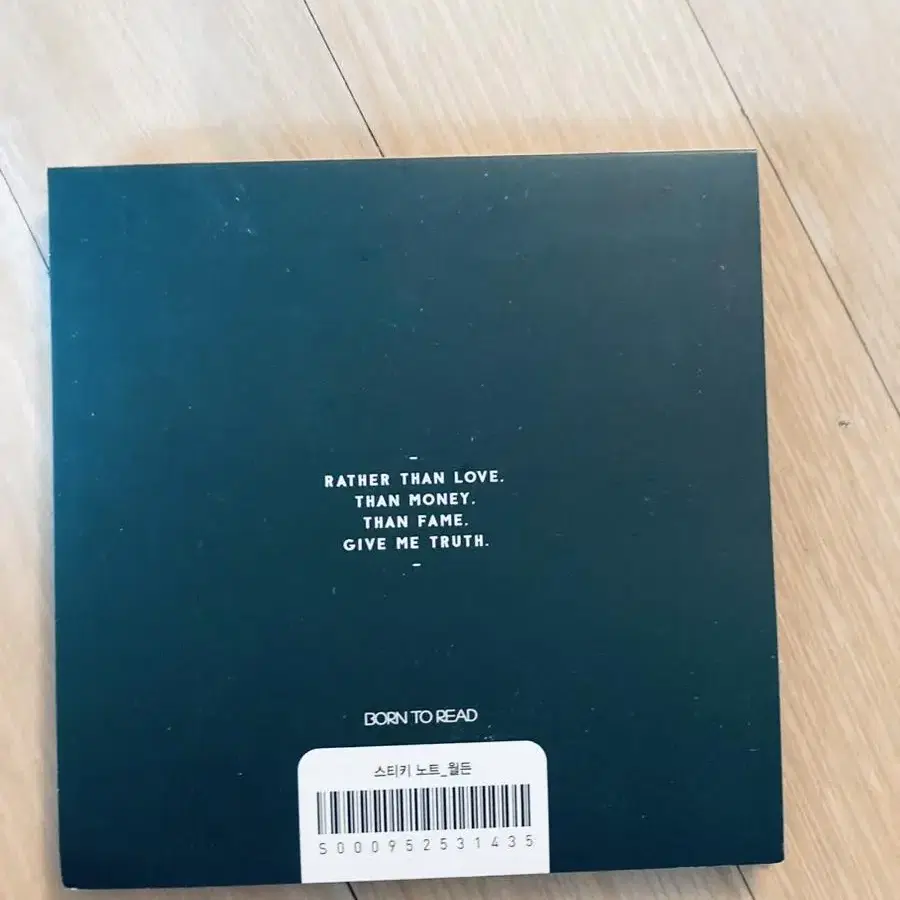 RATHER THAN LOVE.
THAN MONEY.
THAN FAME.
GIVE ME TRUTH.
BORN TO READ
스티키 노트_월든
S000952531435